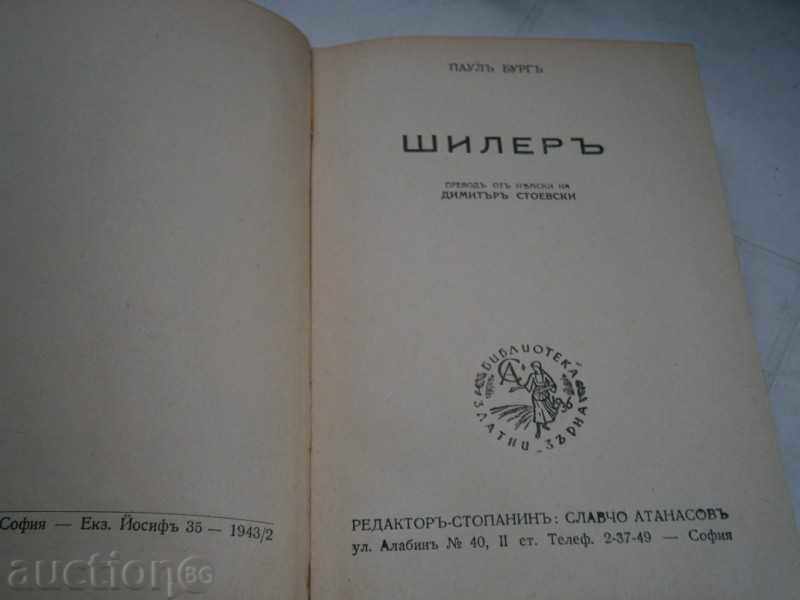 София — Екз. Йосифъ 35 — 1943/2
ПАУЛЪ БУРГЪ
ШИЛЕРЪ
ПРЕВОДЪ ОТЪ НѢМСКИ НА
ДИМИТЪРЪ СТОЕВСКИ
БИБЛИОТЕКА
ЗЛАТНИ ЗЪРНА
РЕДАКТОРЪ-СТОПАНИНЪ: СЛАВЧО АТАНАСОВЪ
ул. Алабинъ № 40, II ст. Телеф. 2-37-49 — София
auction BG